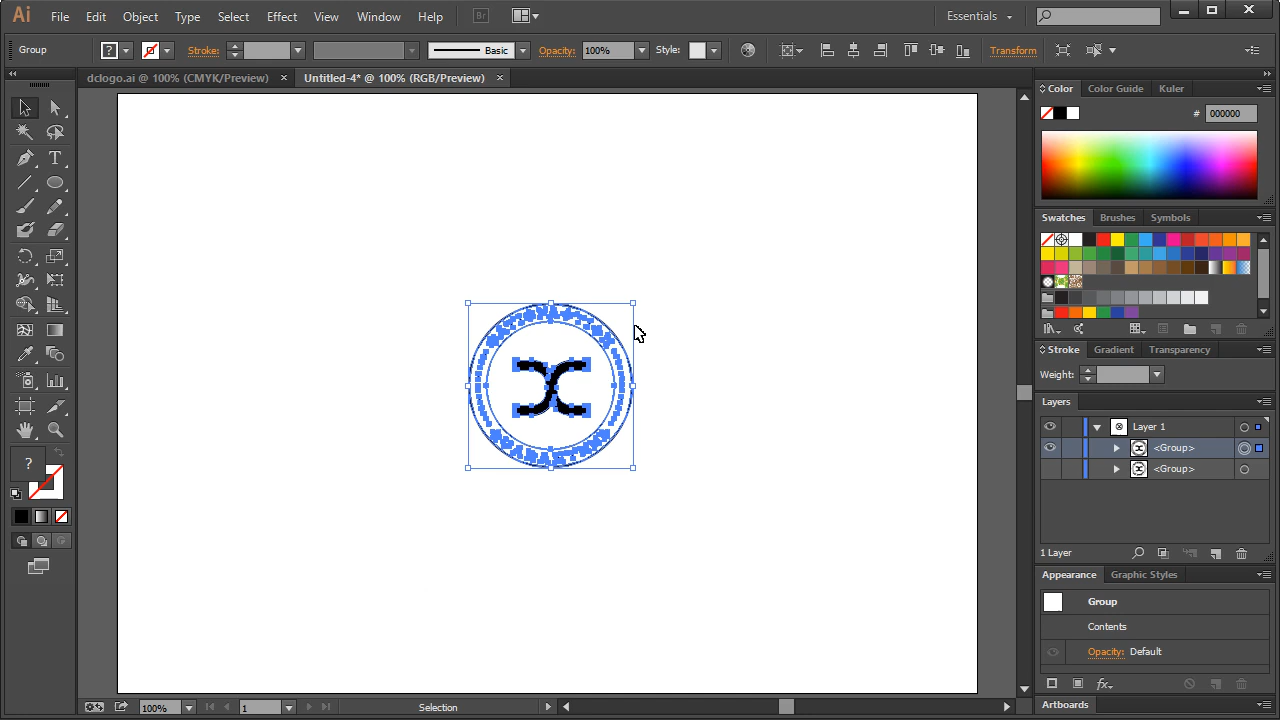 Ai File Edit Object Type Select Effect View Window Help Br Essentials
Group ? Stroke: Basic Opacity: 100% Style: Transform
dclogo.ai @ 100% (CMYK/Preview) Untitled-4* @ 100% (RGB/Preview)
Color Color Guide Kuler
# 000000
Swatches Brushes Symbols
Stroke Gradient Transparency
Weight:
Layers
Layer 1
<Group>
<Group>
?
1 Layer
Appearance Graphic Styles
Group
Contents
Opacity: Default
fx
Artboards
100% 1 Selection